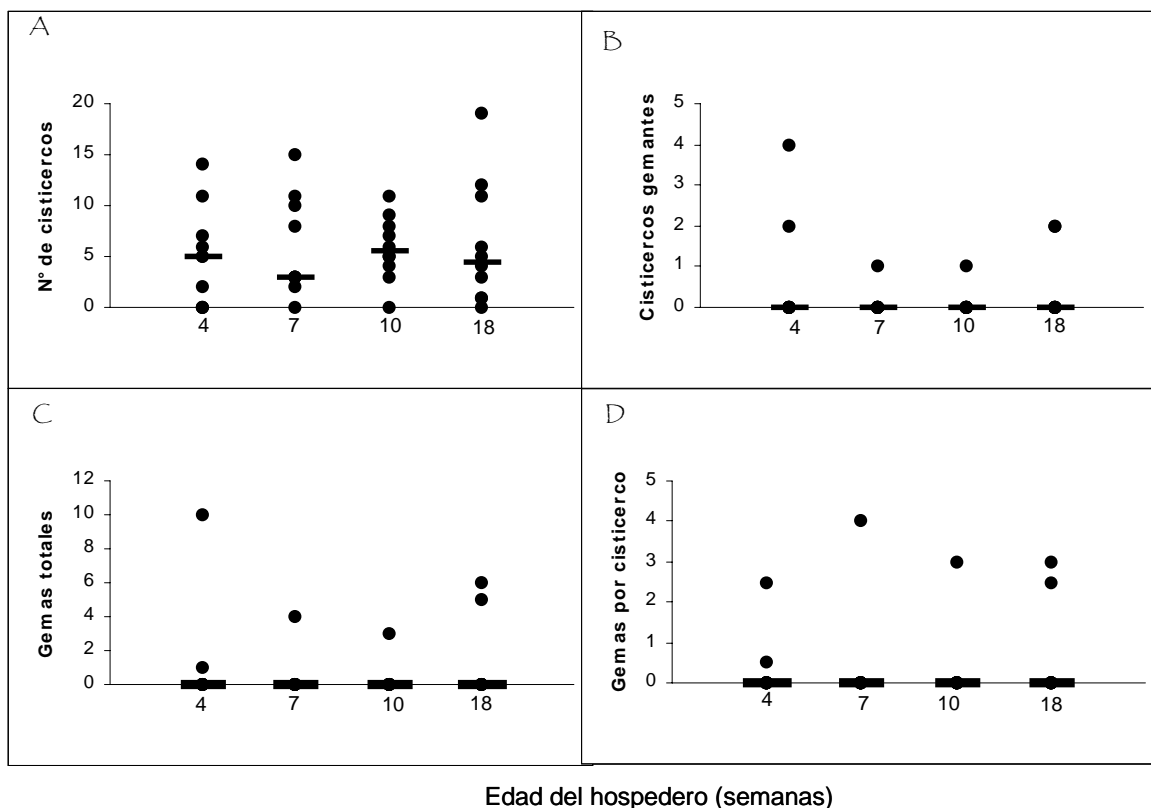 A
N° de cisticercos
20
15
10
5
0
4 7 10 18
B
Cisticercos gemantes
5
4
3
2
1
0
4 7 10 18
C
Gemas totales
12
10
8
6
4
2
0
4 7 10 18
D
Gemas por cisticerco
5
4
3
2
1
0
4 7 10 18
Edad del hospedero (semanas)